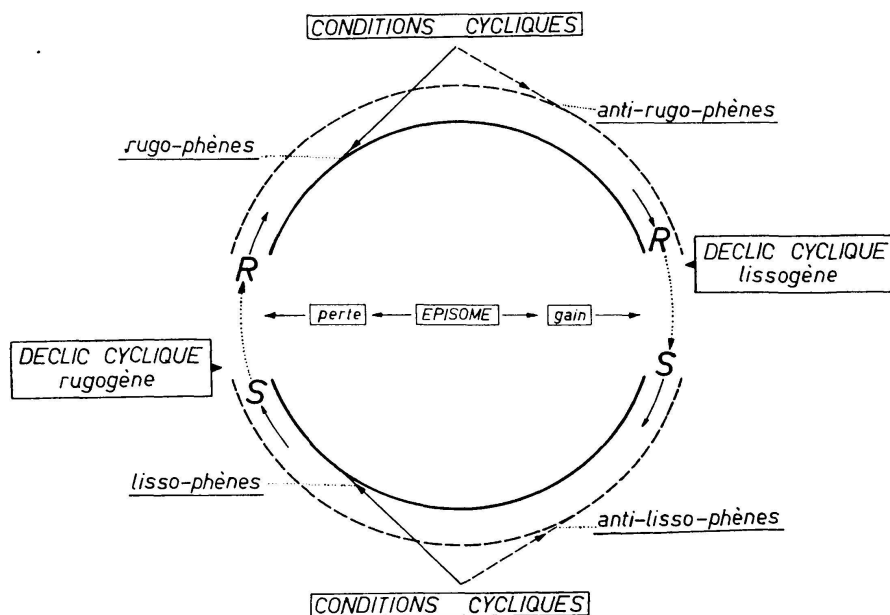 CONDITIONS CYCLIQUES
anti-rugo-phènes
rugo-phènes
R
R
DECLIC CYCLIQUE
lissogène
perte
EPISOME
gain
DECLIC CYCLIQUE
rugogène
S
S
lisso-phènes
anti-lisso-phènes
CONDITIONS CYCLIQUES